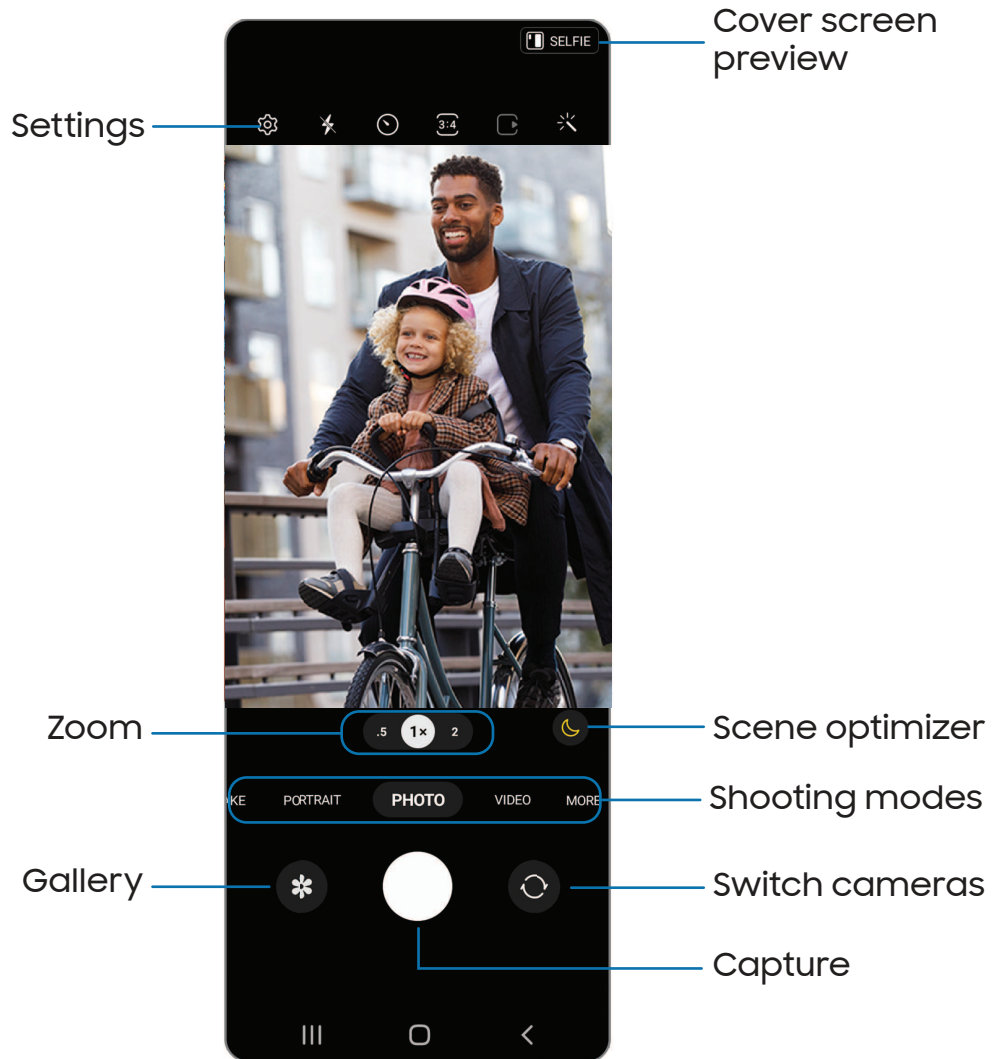 Cover screen
preview
SELFIE
Settings
3:4
Zoom
.5 1× 2
Scene optimizer
KE PORTRAIT PHOTO VIDEO MORE
Shooting modes
Gallery
Switch cameras
Capture